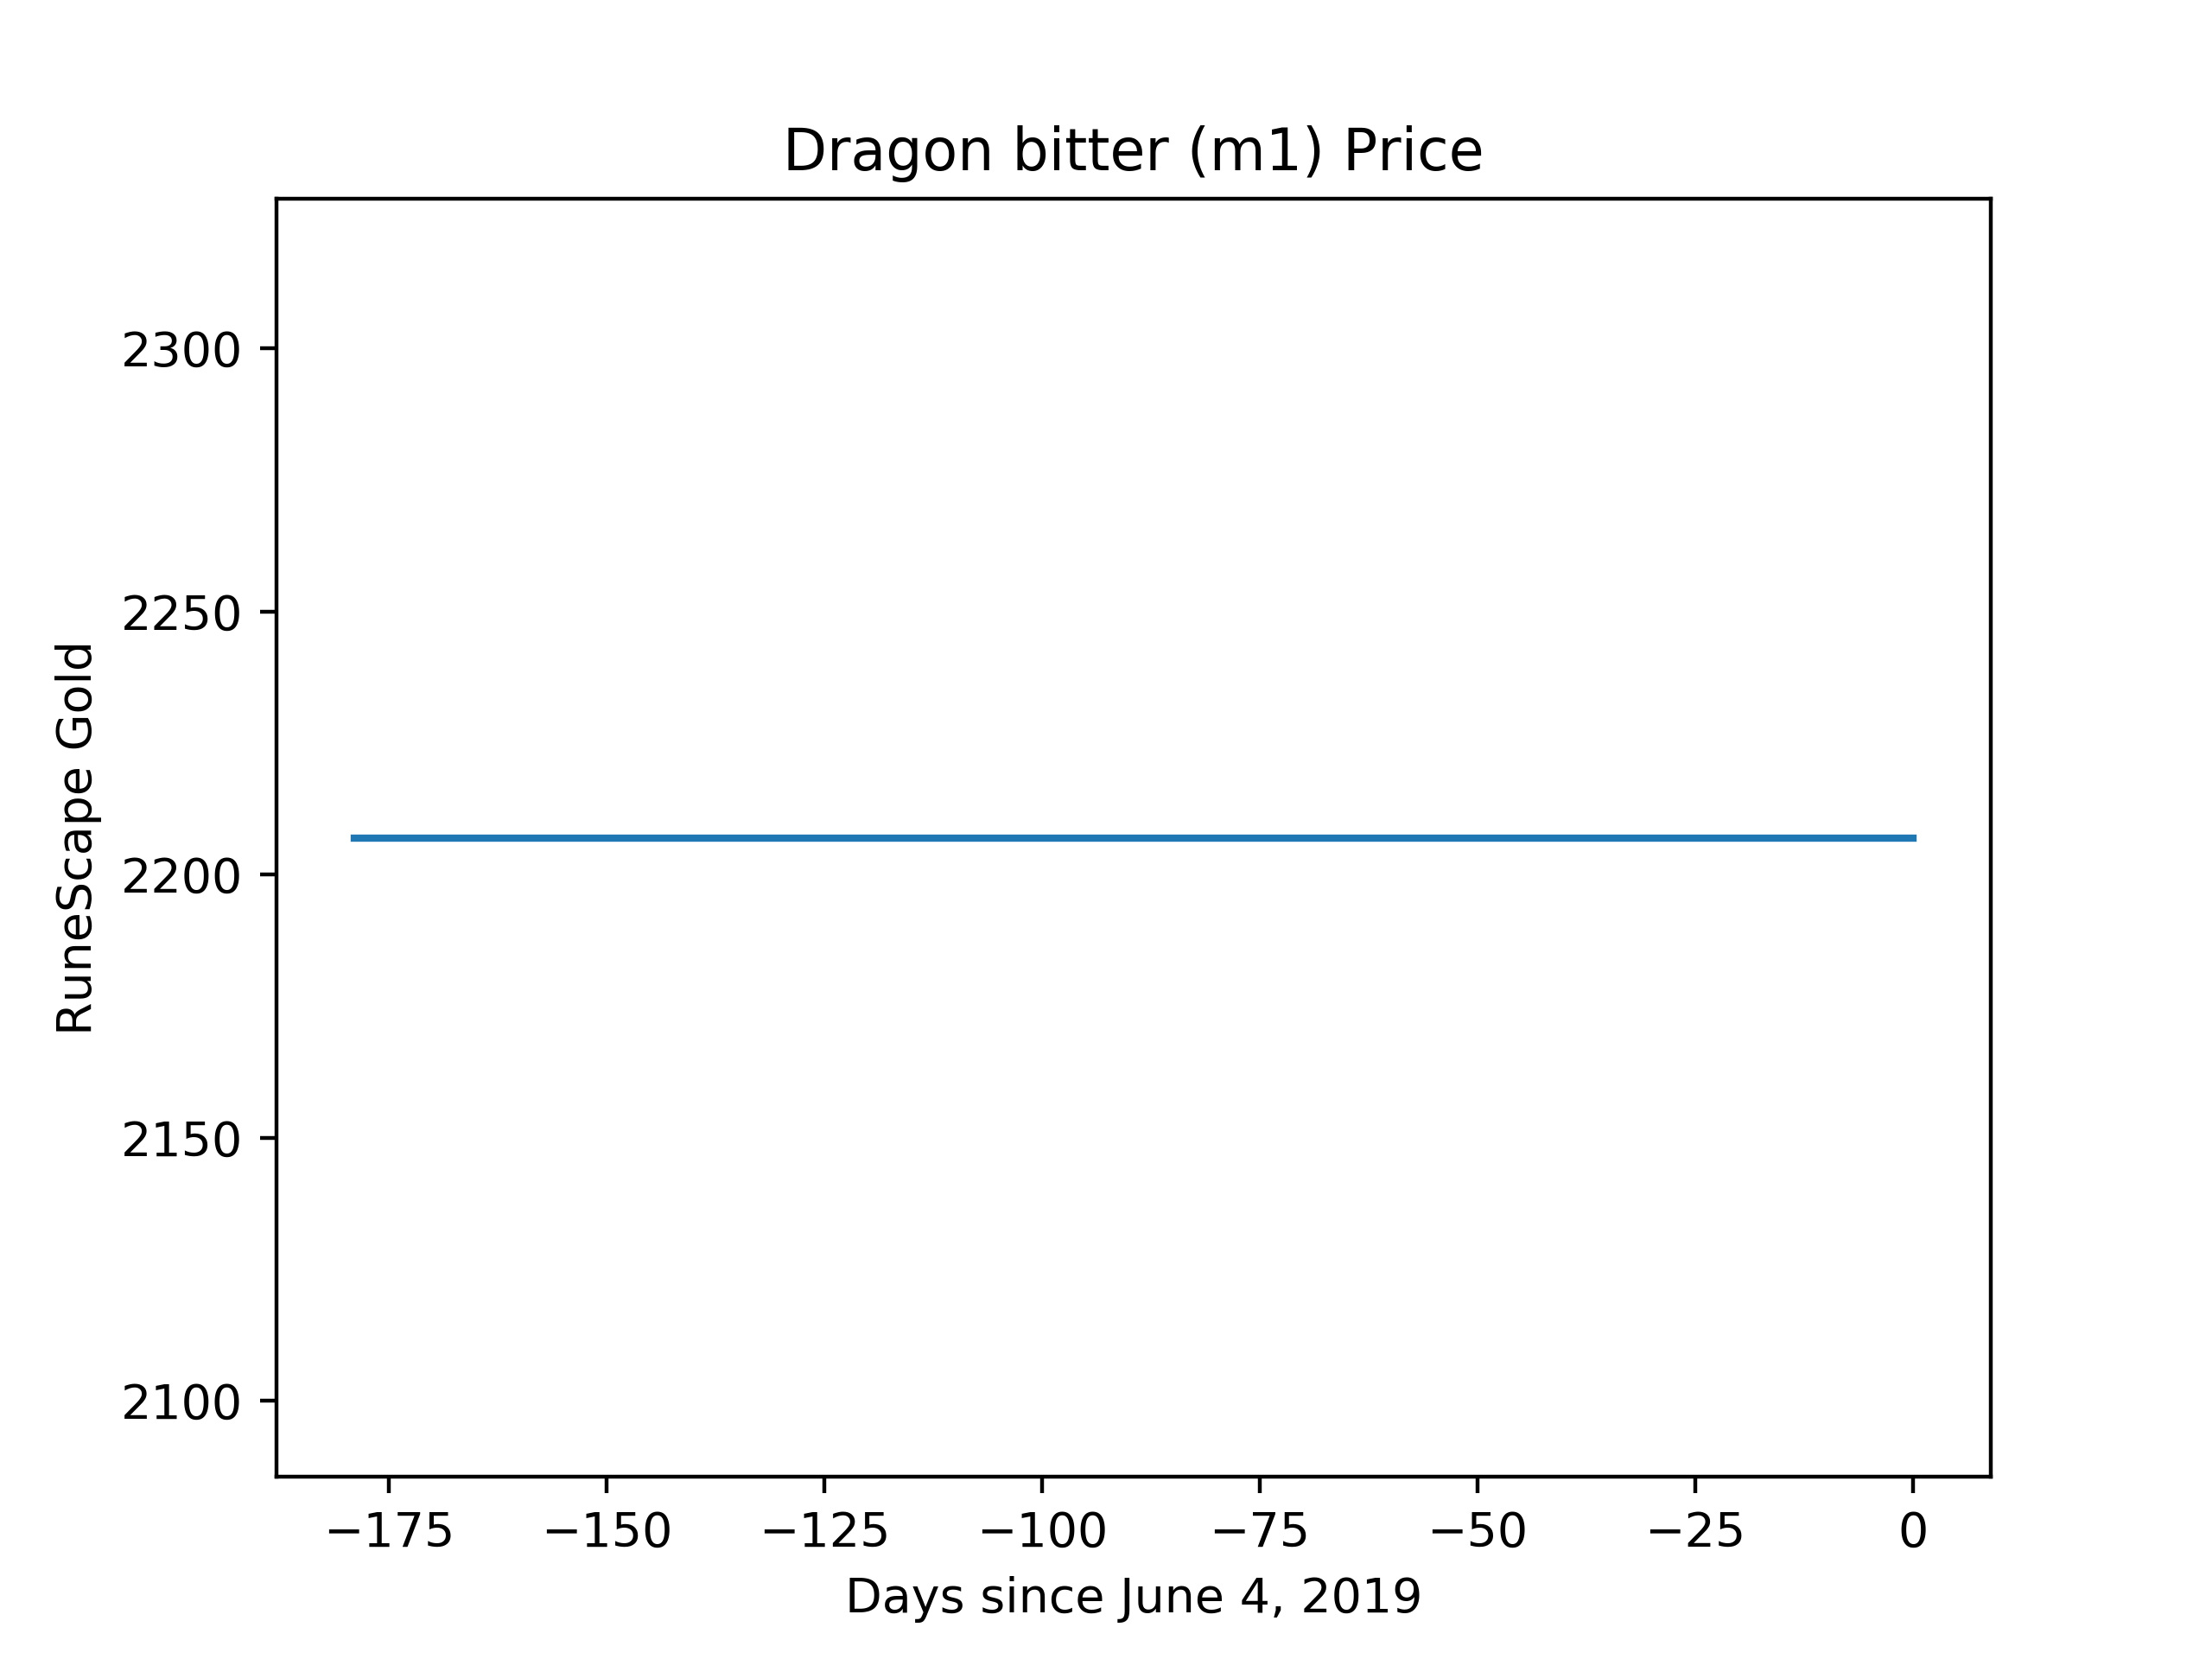 Dragon bitter (m1) Price
2300
2250
2200
2150
2100
RuneScape Gold
−175 −150 −125 −100 −75 −50 −25 0
Days since June 4, 2019